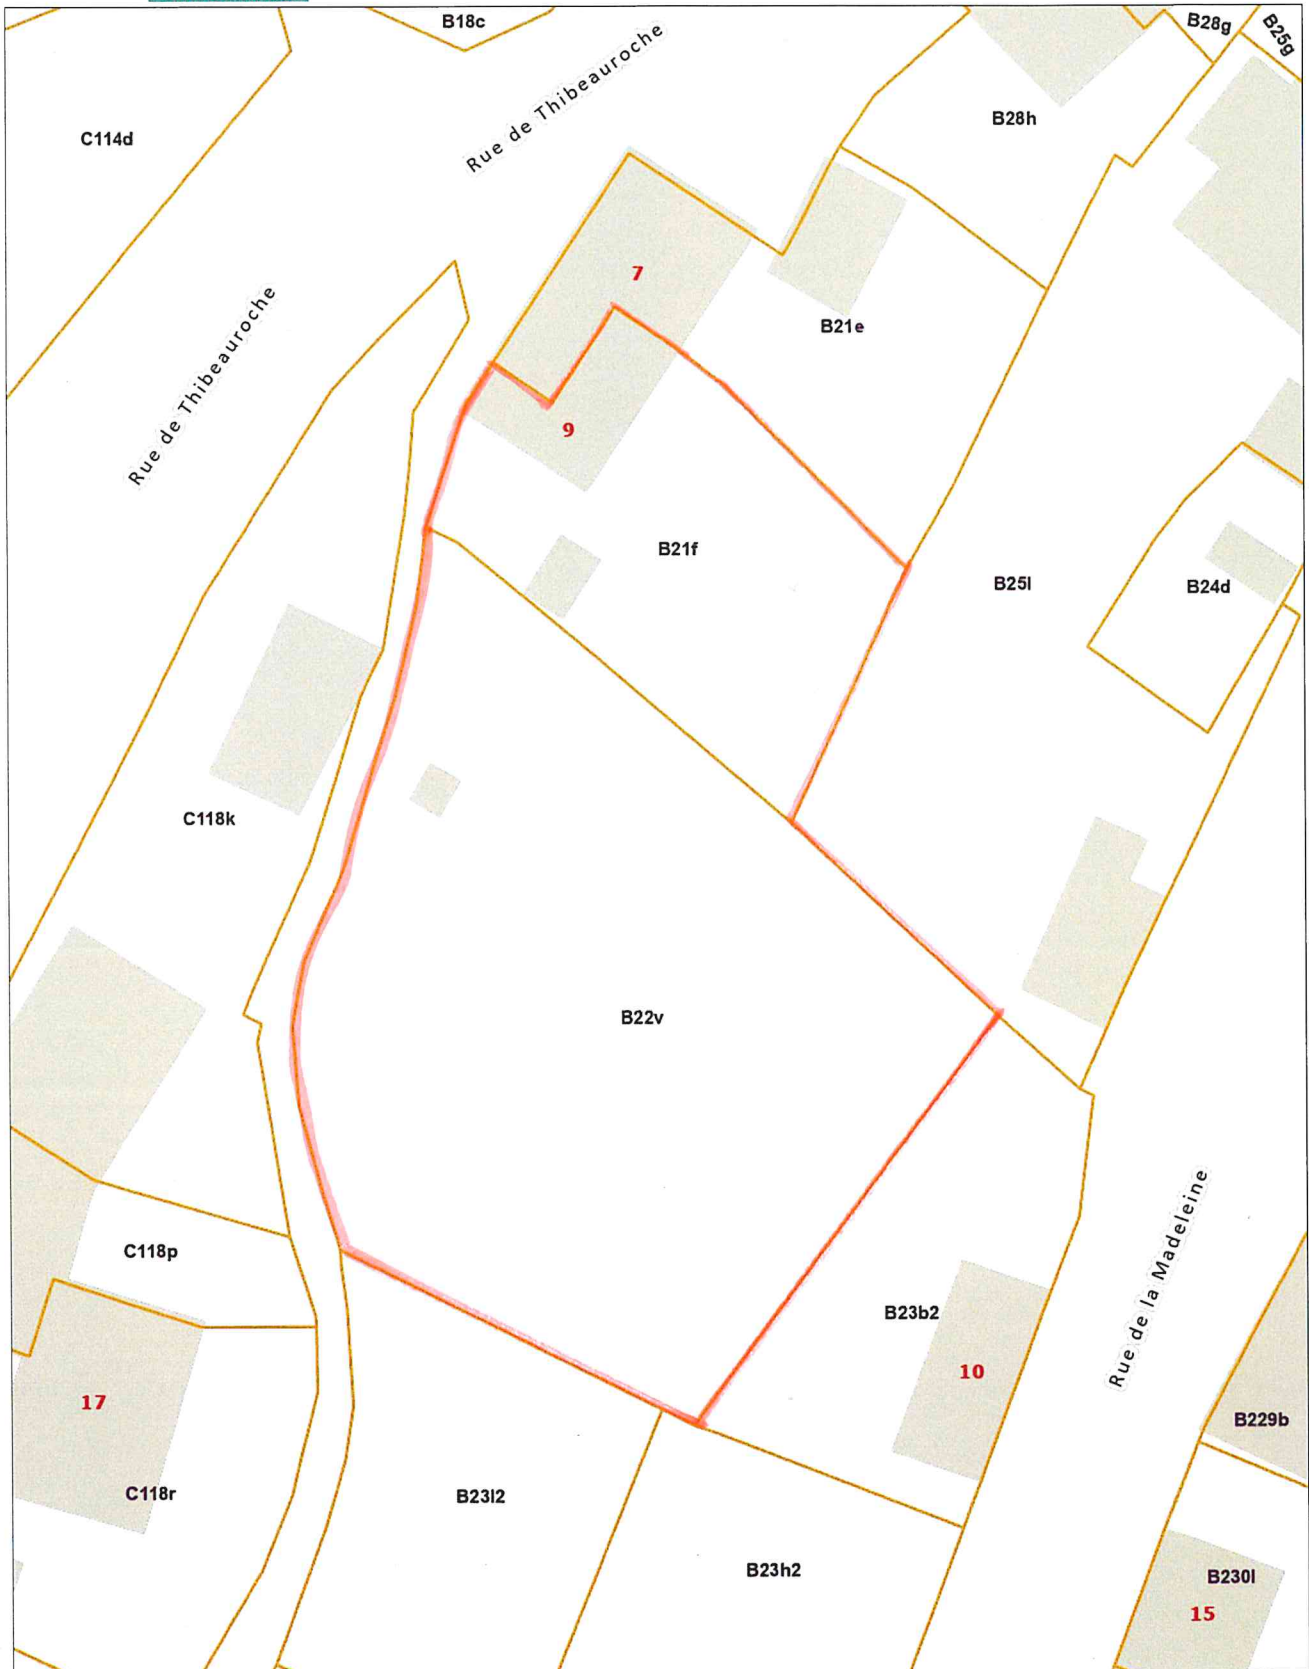 B18c
B28g
B25g
Rue de Thibeauroche
C114d
B28h
7
B21e
Rue de Thibeauroche
9
B21f
B25l
B24d
C118k
B22v
Rue de la Madeleine
C118p
B23b2
10
17
B229b
C118r
B23l2
B23h2
B230l
15